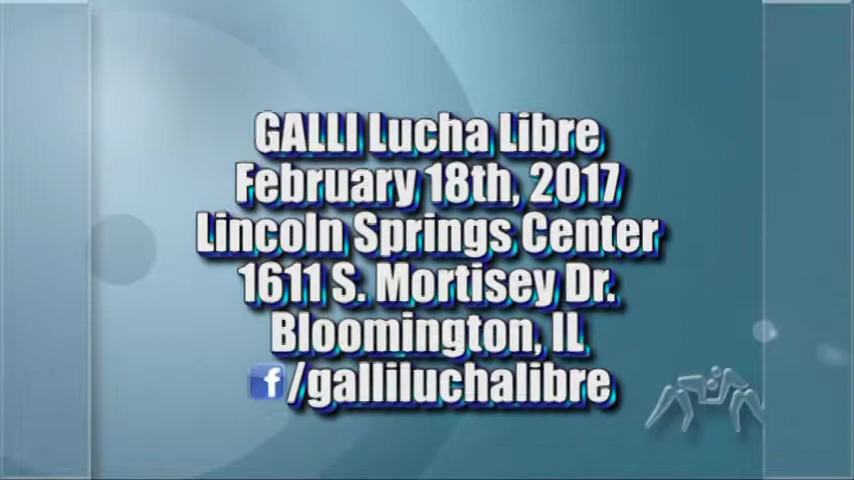 GALLI Lucha Libre
February 18th, 2017
Lincoln Springs Center
1611 S. Mortisey Dr.
Bloomington, IL
f/galliluchalibre